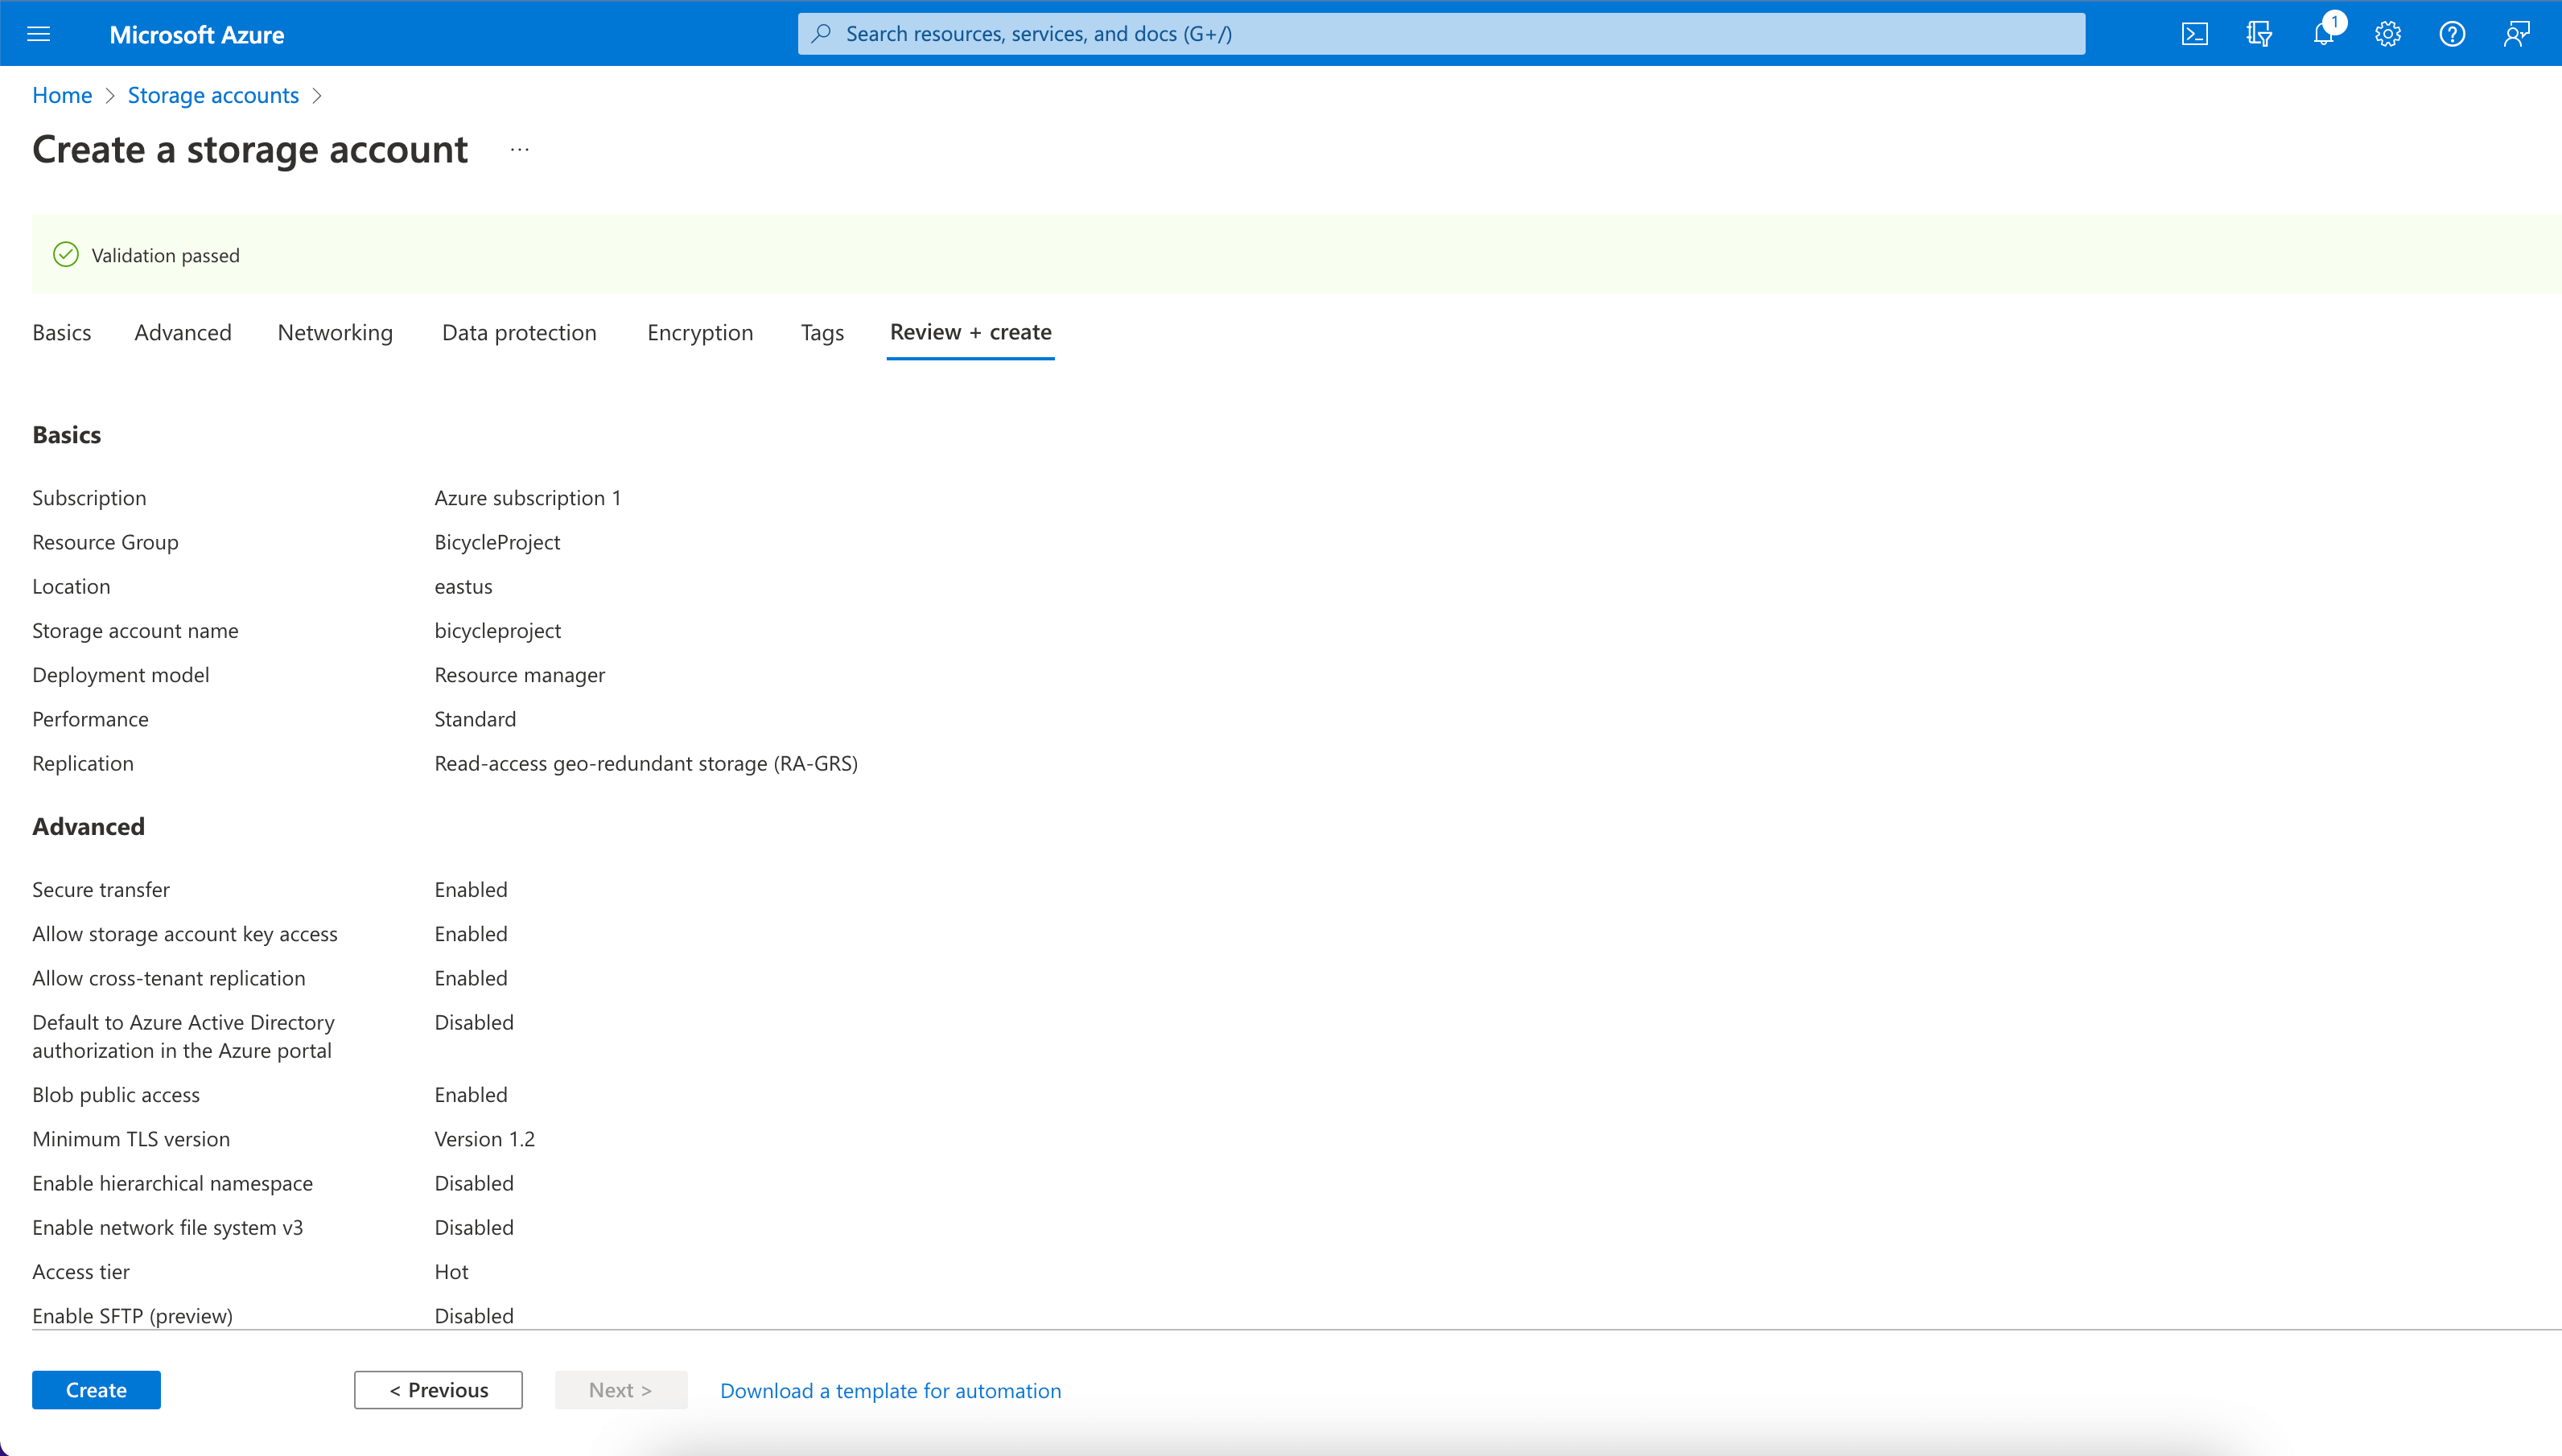 Microsoft Azure
Search resources, services, and docs (G+/)
1
Home > Storage accounts >
Create a storage account ...
Validation passed
Basics Advanced Networking Data protection Encryption Tags Review + create
Basics
Subscription Azure subscription 1
Resource Group BicycleProject
Location eastus
Storage account name bicycleproject
Deployment model Resource manager
Performance Standard
Replication Read-access geo-redundant storage (RA-GRS)
Advanced
Secure transfer Enabled
Allow storage account key access Enabled
Allow cross-tenant replication Enabled
Default to Azure Active Directory Disabled
authorization in the Azure portal
Blob public access Enabled
Minimum TLS version Version 1.2
Enable hierarchical namespace Disabled
Enable network file system v3 Disabled
Access tier Hot
Enable SFTP (preview) Disabled
Create < Previous Next > Download a template for automation